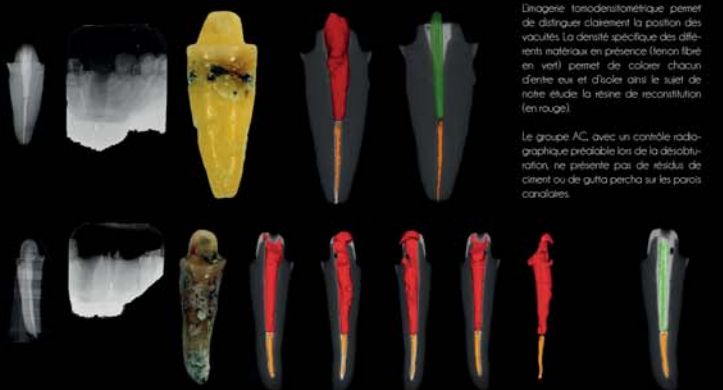 L'imagerie tomodensitométrique permet
de distinguer clairement la position des
vacuités. La densité spécifique des diffé-
rents matériaux en présence (tenon fibré
en vert) permet de colorer chacun
d'entre eux et d'isoler ainsi le sujet de
notre étude: la résine de reconstitution
(en rouge).
Le groupe AC, avec un contrôle radio-
graphique préalable lors de la désobtu-
ration, ne présente pas de résidus de
ciment ou de gutta percha sur les parois
canalaires.